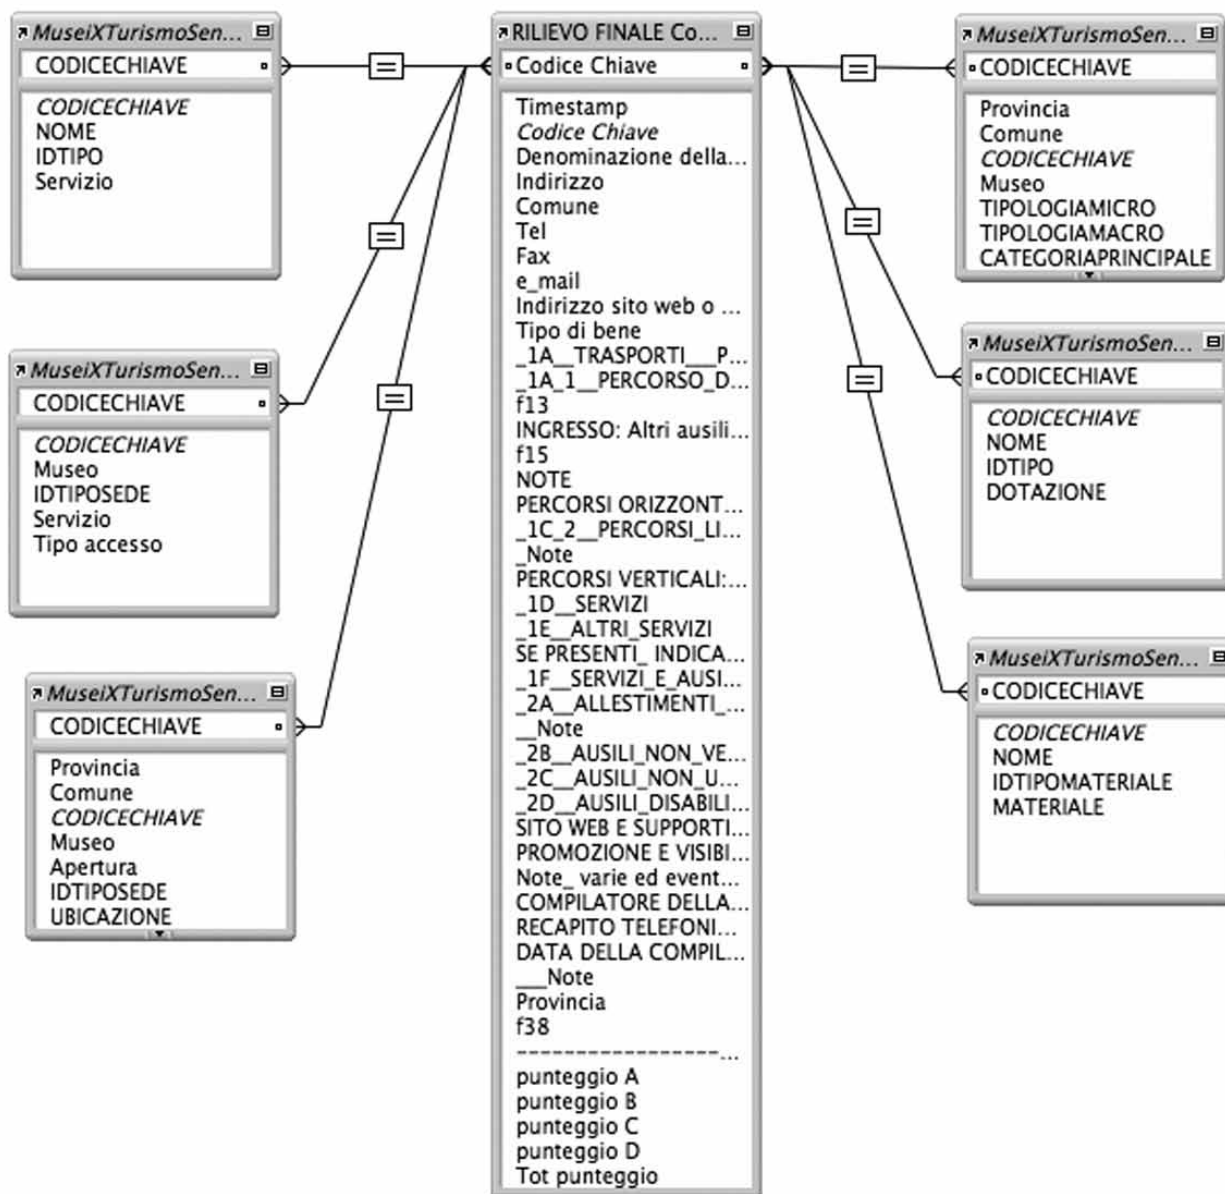 MuseiXTurismoSen...
CODICECHIAVE
CODICECHIAVE
NOME
IDTIPO
Servizio
MuseiXTurismoSen...
CODICECHIAVE
CODICECHIAVE
Museo
IDTIPOSEDE
Servizio
Tipo accesso
MuseiXTurismoSen...
CODICECHIAVE
Provincia
Comune
CODICECHIAVE
Museo
Apertura
IDTIPOSEDE
UBICAZIONE
RILIEVO FINALE Co...
Codice Chiave
Timestamp
Codice Chiave
Denominazione della...
Indirizzo
Comune
Tel
Fax
e_mail
Indirizzo sito web o ...
Tipo di bene
_1A__TRASPORTI___P...
_1A_1__PERCORSO_D...
f13
INGRESSO: Altri ausili...
f15
NOTE
PERCORSI ORIZZONT...
_1C_2__PERCORSI_LI...
_Note
PERCORSI VERTICALI:...
_1D__SERVIZI
_1E__ALTRI_SERVIZI
SE PRESENTI_ INDICA...
_1F__SERVIZI_E_AUSI...
_2A__ALLESTIMENTI_...
__Note
_2B__AUSILI_NON_VE...
_2C__AUSILI_NON_U...
_2D__AUSILI_DISABILI...
SITO WEB E SUPPORTI...
PROMOZIONE E VISIBI...
Note_ varie ed event...
COMPILATORE DELLA...
RECAPITO TELEFONI...
DATA DELLA COMPIL...
___Note
Provincia
f38
------------------...
punteggio A
punteggio B
punteggio C
punteggio D
Tot punteggio
MuseiXTurismoSen...
CODICECHIAVE
Provincia
Comune
CODICECHIAVE
Museo
TIPOLOGIAMICRO
TIPOLOGIAMACRO
CATEGORIAPRINCIPALE
MuseiXTurismoSen...
CODICECHIAVE
CODICECHIAVE
NOME
IDTIPO
DOTAZIONE
MuseiXTurismoSen...
CODICECHIAVE
CODICECHIAVE
NOME
IDTIPOMATERIALE
MATERIALE